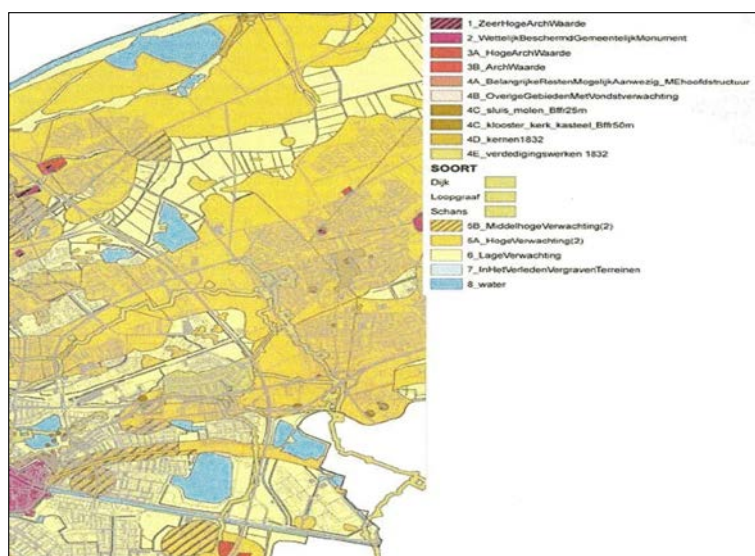 1_ZeerHogeArchWaarde
2_WettelijkBeschermdGemeentelijkMonument
3A_HogeArchWaarde
3B_ArchWaarde
4A_BelangrijkeRestenMogelijkAanwezig_MEhoofdstructuur
4B_OverigeGebiedenMetVondstverwachting
4C_sluis_molen_Bffr25m
4C_klooster_kerk_kasteel_Bffr50m
4D_kernen1832
4E_verdedigingswerken 1832
SOORT
Dijk
Loopgraaf
Schans
5B_MiddelhogeVerwachting(2)
5A_HogeVerwachting(2)
6_LageVerwachting
7_InHetVerledenVergravenTerreinen
8_water